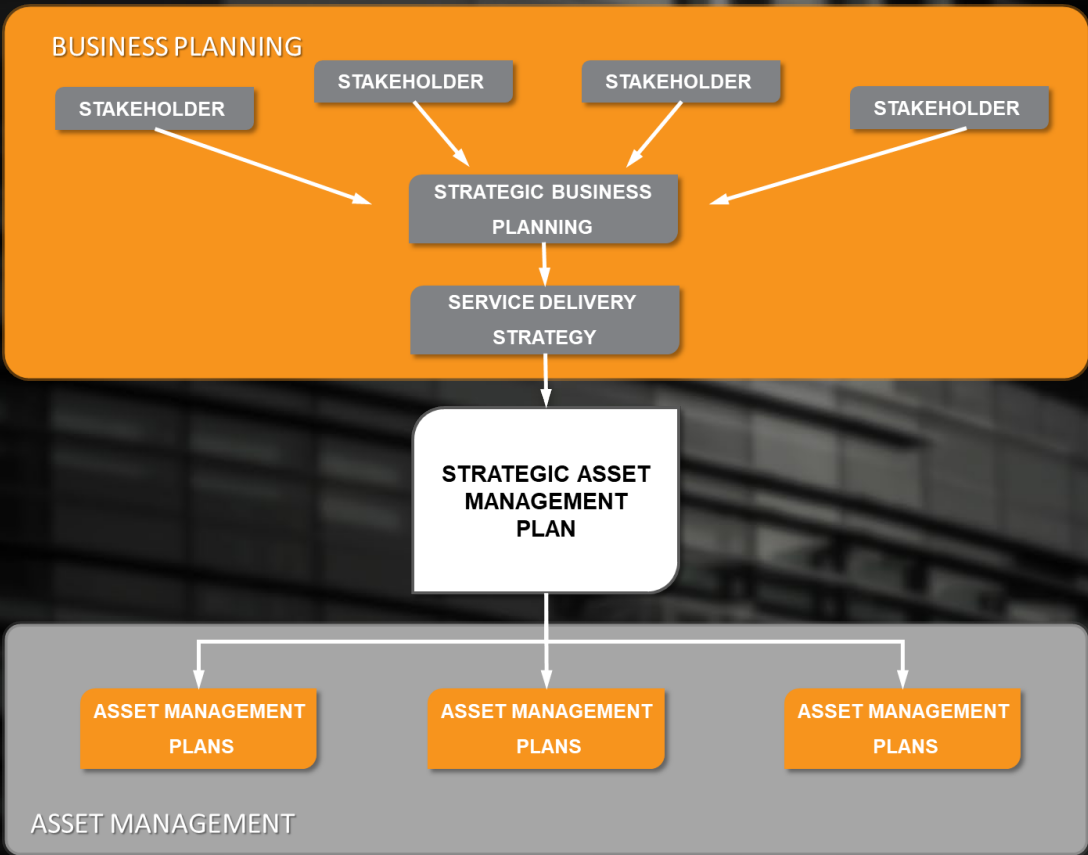 BUSINESS PLANNING
STAKEHOLDER
STAKEHOLDER
STAKEHOLDER
STAKEHOLDER
STRATEGIC BUSINESS
PLANNING
SERVICE DELIVERY
STRATEGY
STRATEGIC ASSET
MANAGEMENT
PLAN
ASSET MANAGEMENT
PLANS
ASSET MANAGEMENT
PLANS
ASSET MANAGEMENT
PLANS
ASSET MANAGEMENT